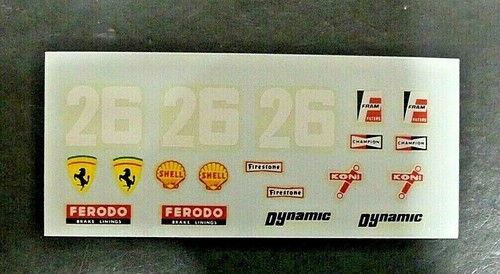 26 26 26
FRAM FRAM
FILTERS FILTERS
CHAMPION CHAMPION
SHELL SHELL
Firestone
Firestone
KONI KONI
FERODO FERODO
BRAKE LININGS BRAKE LININGS
Dynamic Dynamic